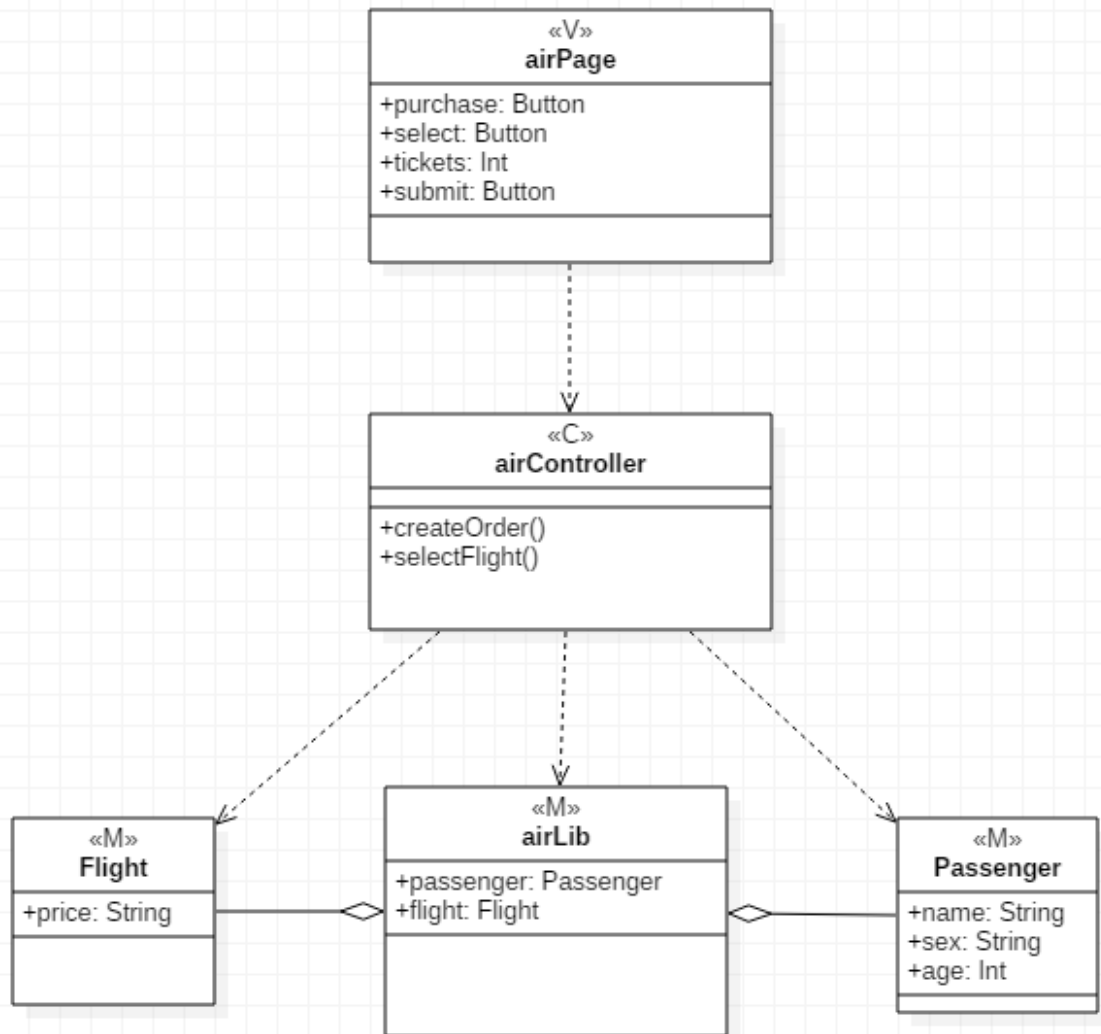 «V»
airPage
+purchase: Button
+select: Button
+tickets: Int
+submit: Button
«C»
airController
+createOrder()
+selectFlight()
«M»
Flight
+price: String
«M»
airLib
+passenger: Passenger
+flight: Flight
«M»
Passenger
+name: String
+sex: String
+age: Int